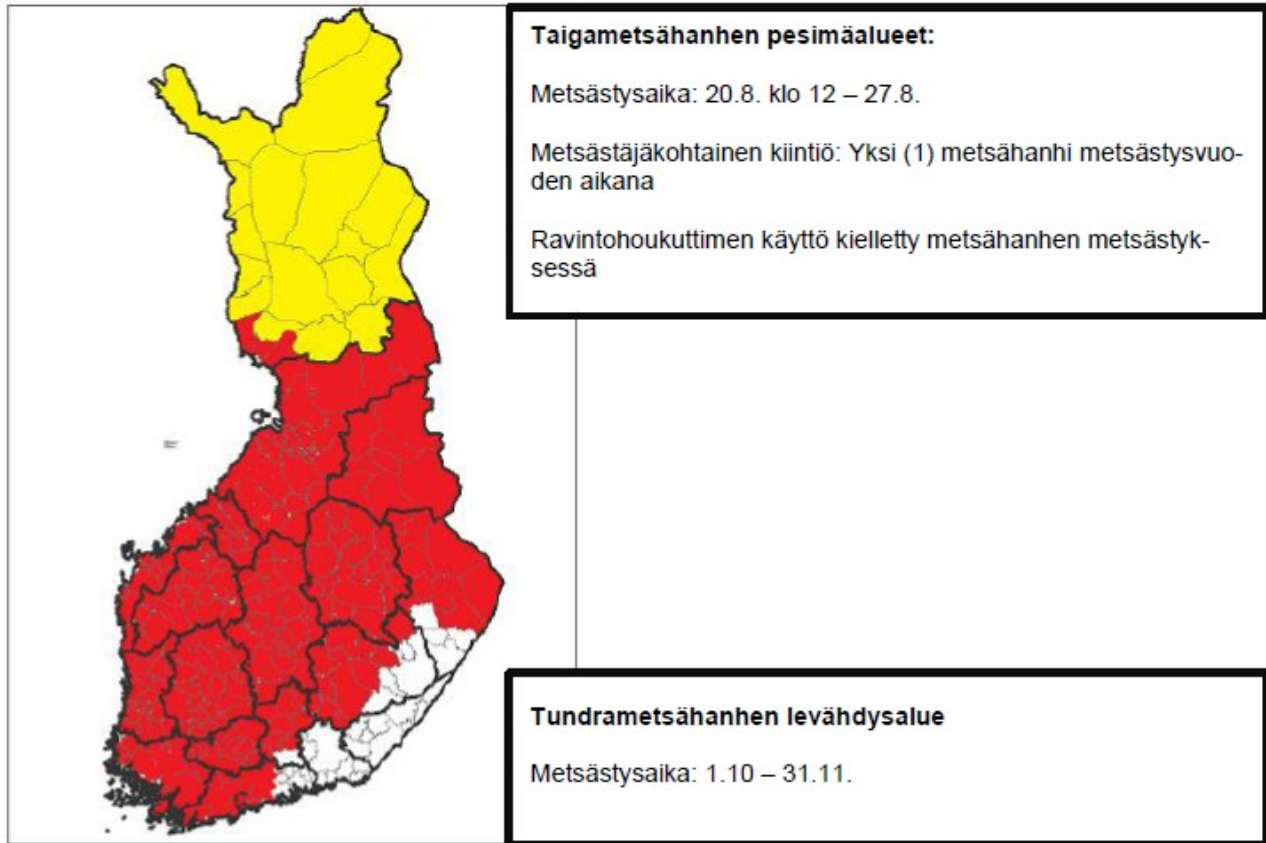 Taigametsähanhen pesimäalueet:
Metsästysaika: 20.8. klo 12 – 27.8.
Metsästäjäkohtainen kiintiö: Yksi (1) metsähanhi metsästysvuo-
den aikana
Ravintohoukuttimen käyttö kielletty metsähanhen metsästyk-
sessä
Tundrametsähanhen levähdysalue
Metsästysaika: 1.10 – 31.11.